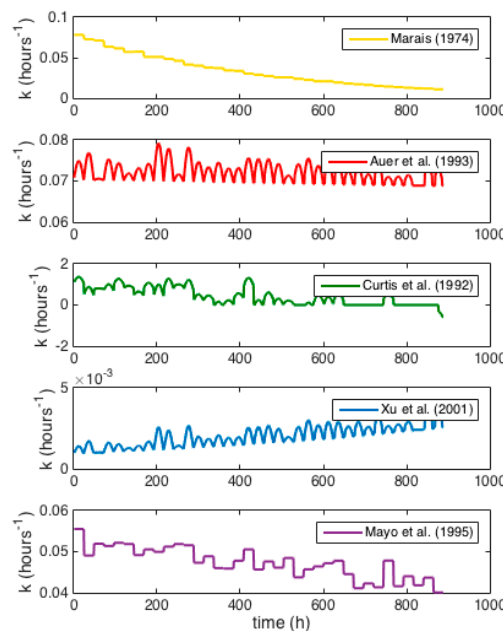 0.1
0.05
0
k (hours⁻¹)
Marais (1974)
0 200 400 600 800 1000
0.08
0.07
0.06
k (hours⁻¹)
Auer et al. (1993)
0 200 400 600 800 1000
2
0
-2
k (hours⁻¹)
Curtis et al. (1992)
0 200 400 600 800 1000
×10⁻³
5
0
k (hours⁻¹)
Xu et al. (2001)
0 200 400 600 800 1000
0.06
0.05
0.04
k (hours⁻¹)
Mayo et al. (1995)
0 200 400 600 800 1000
time (h)